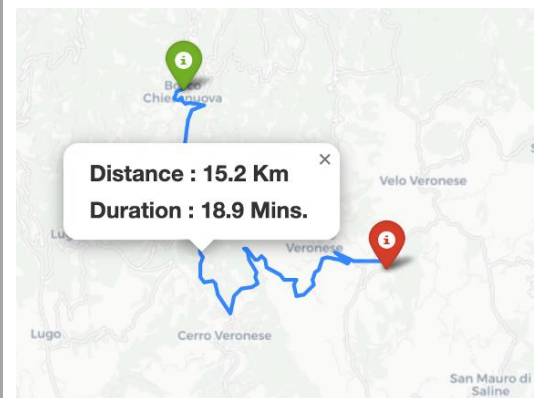 Bosco
Chiesanuova
Distance : 15.2 Km
×
Duration : 18.9 Mins.
Velo Veronese
Veronese
Lugo
Cerro Veronese
San Mauro di
Saline